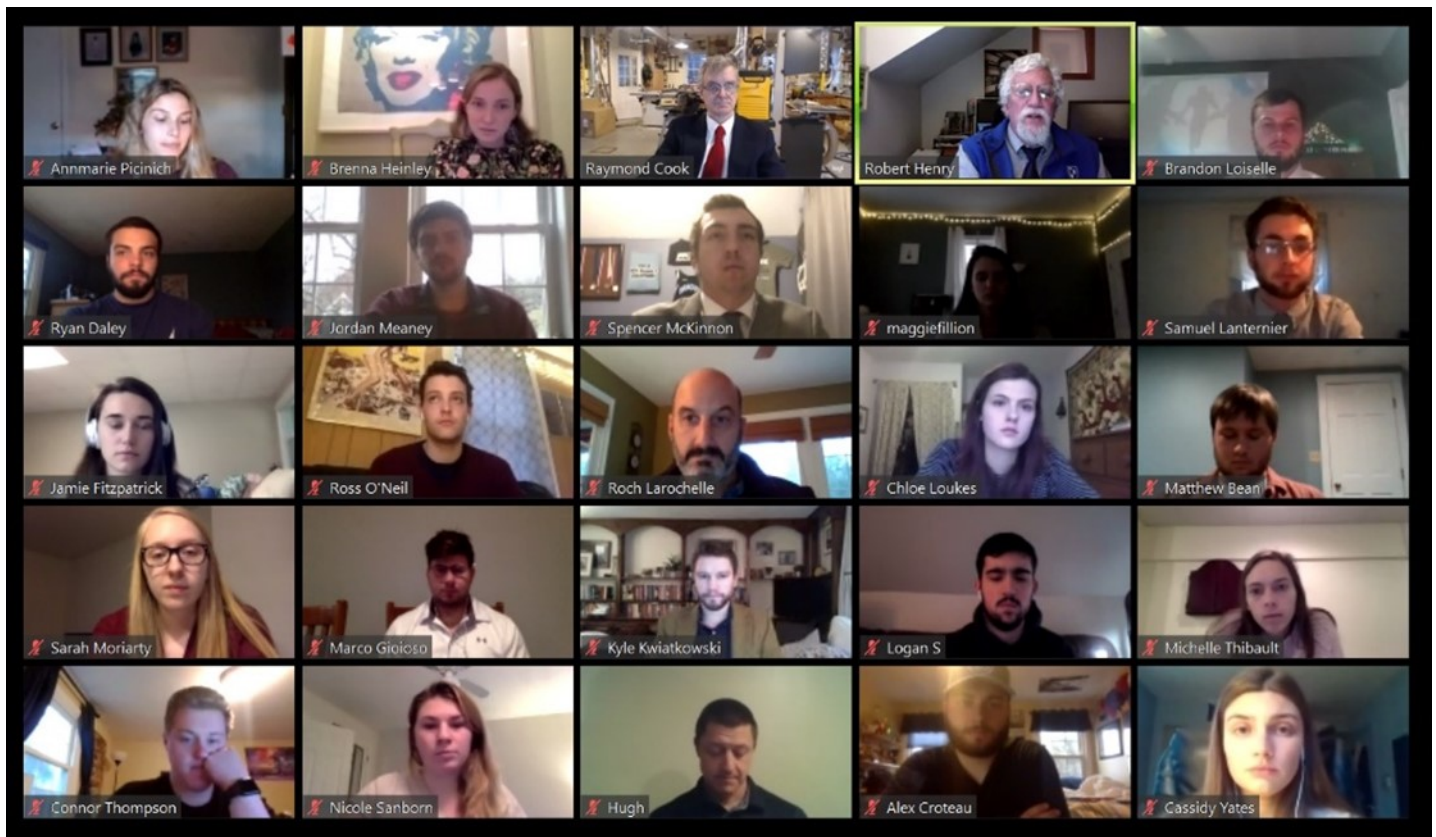 Annmarie Picinich
Brenna Heinley
Raymond Cook
Robert Henry
Brandon Loiselle
Ryan Daley
Jordan Meaney
Spencer McKinnon
maggiefillion
Samuel Lanternier
Jamie Fitzpatrick
Ross O'Neil
Roch Larochelle
Chloe Loukes
Matthew Bean
Sarah Moriarty
Marco Gioioso
Kyle Kwiatkowski
Logan S
Michelle Thibault
Connor Thompson
Nicole Sanborn
Hugh
Alex Croteau
Cassidy Yates